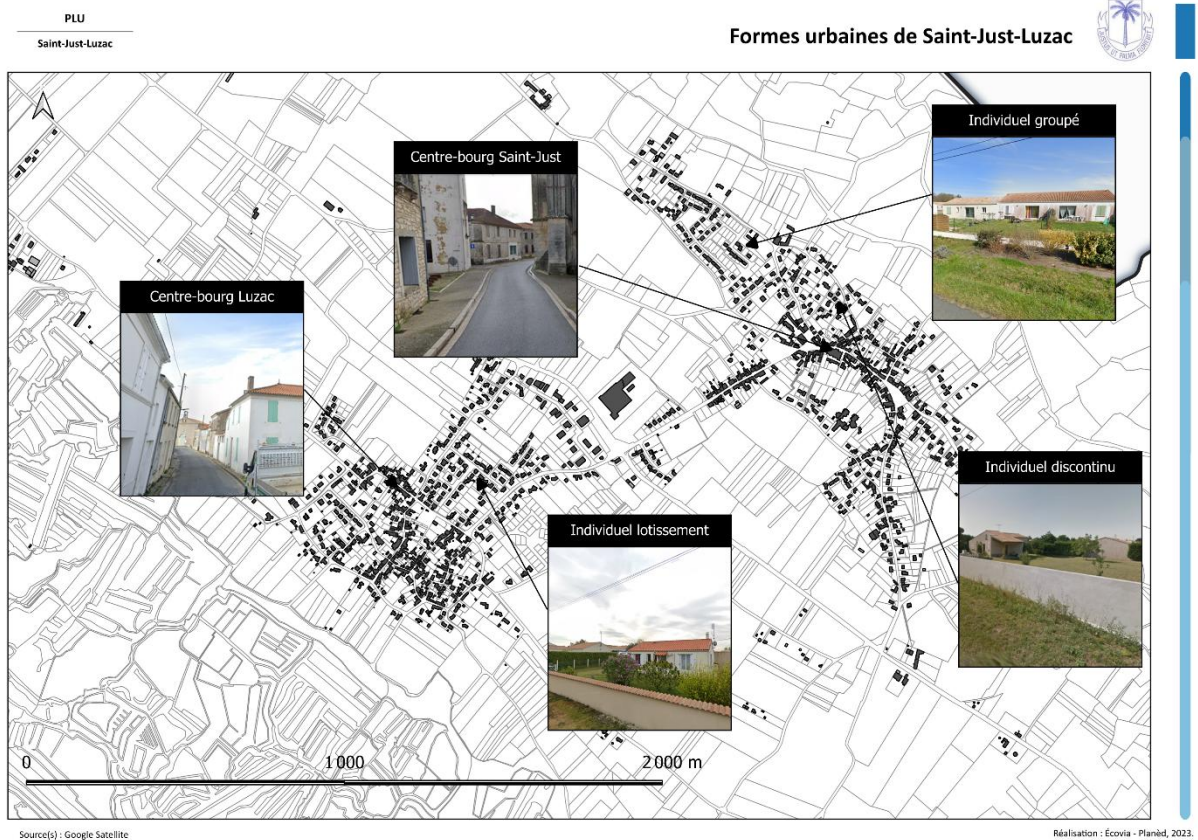 PLU
Saint-Just-Luzac
Formes urbaines de Saint-Just-Luzac
Individuel groupé
Centre-bourg Saint-Just
Centre-bourg Luzac
Individuel discontinu
Individuel lotissement
0 1 000 2 000 m
Source(s) : Google Satellite
Réalisation : Écovia - Planèd, 2023.